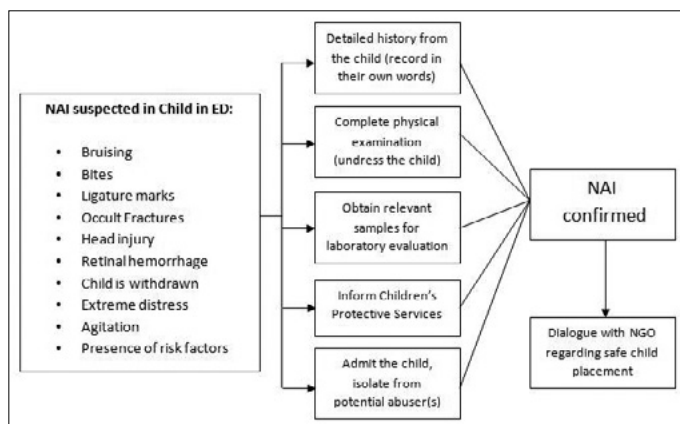 NAI suspected in Child in ED:
• Bruising
• Bites
• Ligature marks
• Occult Fractures
• Head injury
• Retinal hemorrhage
• Child is withdrawn
• Extreme distress
• Agitation
• Presence of risk factors
Detailed history from
the child (record in
their own words)
Complete physical
examination
(undress the child)
Obtain relevant
samples for
laboratory evaluation
Inform Children's
Protective Services
Admit the child,
isolate from
potential abuser(s)
NAI
confirmed
Dialogue with NGO
regarding safe child
placement